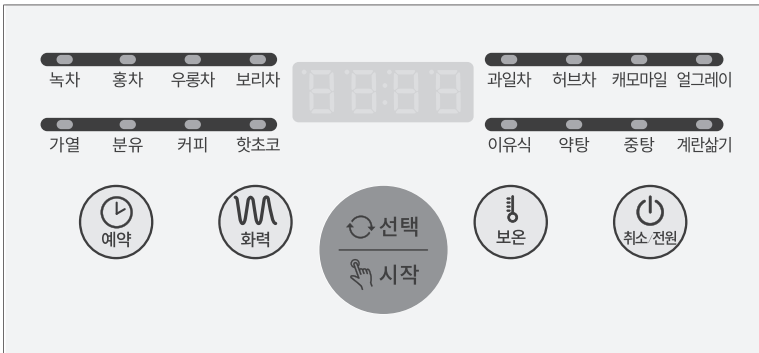 녹차 홍차 우롱차 보리차
88:88
과일차 허브차 캐모마일 얼그레이
가열 분유 커피 핫초코
이유식 약탕 중탕 계란삶기
예약
화력
선택
시작
보온
취소/전원